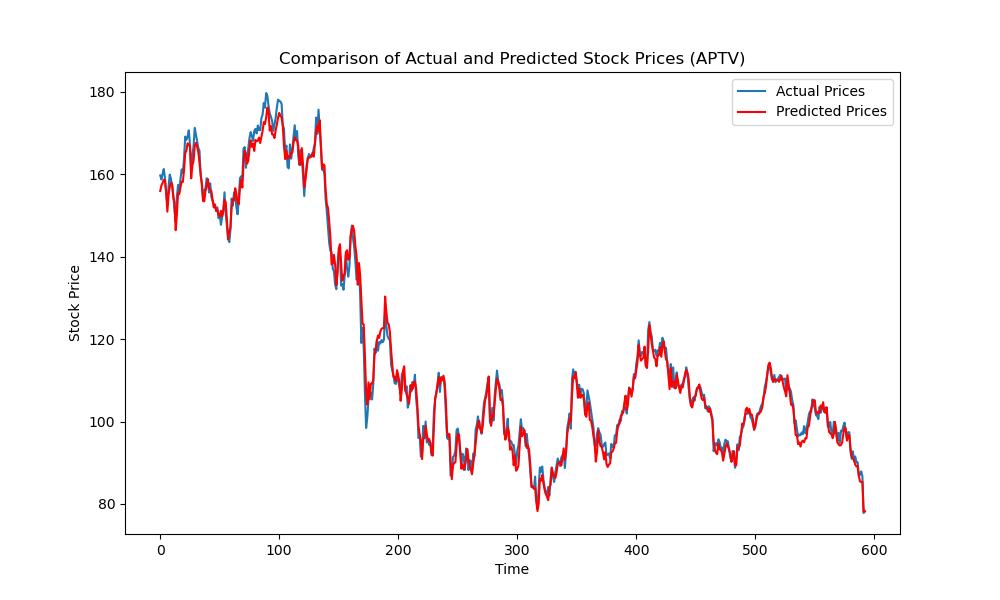 Comparison of Actual and Predicted Stock Prices (APTV)
Actual Prices
Predicted Prices
180
160
140
120
100
80
Stock Price
0 100 200 300 400 500 600
Time